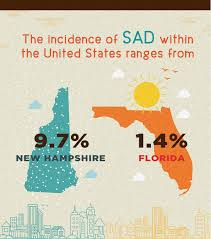 The incidence of SAD within
the United States ranges from
9.7%
NEW HAMPSHIRE
1.4%
FLORIDA